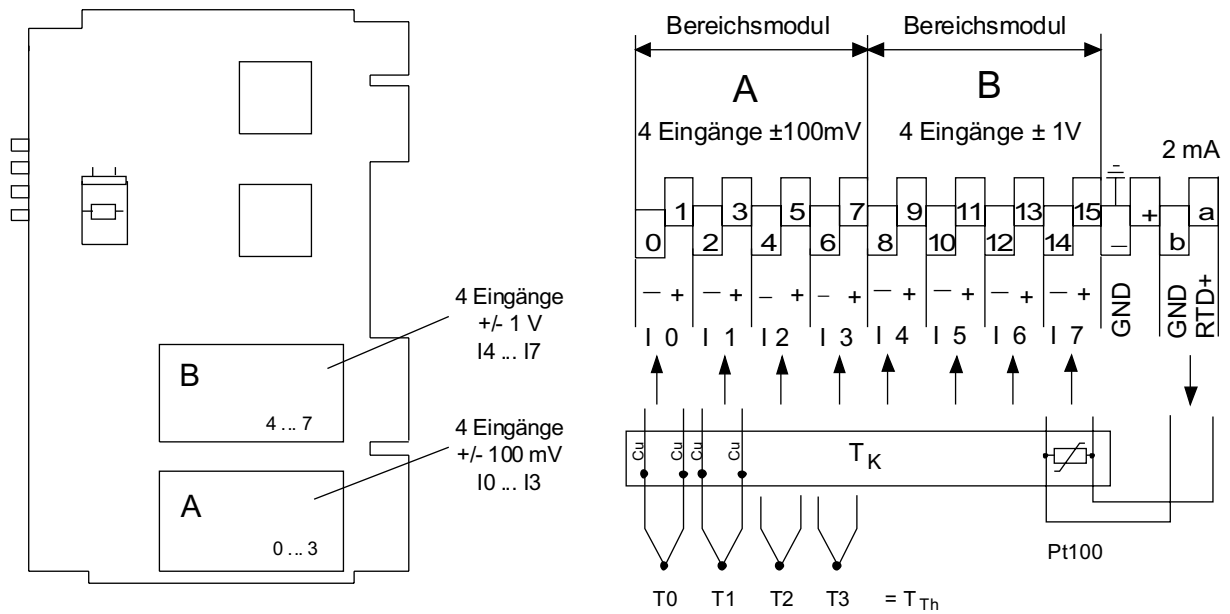 4 Eingänge
+/- 1 V
I4 ... I7
B
4 ... 7
4 Eingänge
+/- 100 mV
I0 ... I3
A
0 ... 3
Bereichsmodul Bereichsmodul
A B
4 Eingänge ±100mV 4 Eingänge ± 1V
2 mA
1 3 5 7 9 11 13 15 + a
0 2 4 6 8 10 12 14 − b
− + − + − + − + − + − + − + − + GND GND RTD+
I 0 I 1 I 2 I 3 I 4 I 5 I 6 I 7
Cu Cu Cu Cu
TK
Pt100
T0 T1 T2 T3 = TTh